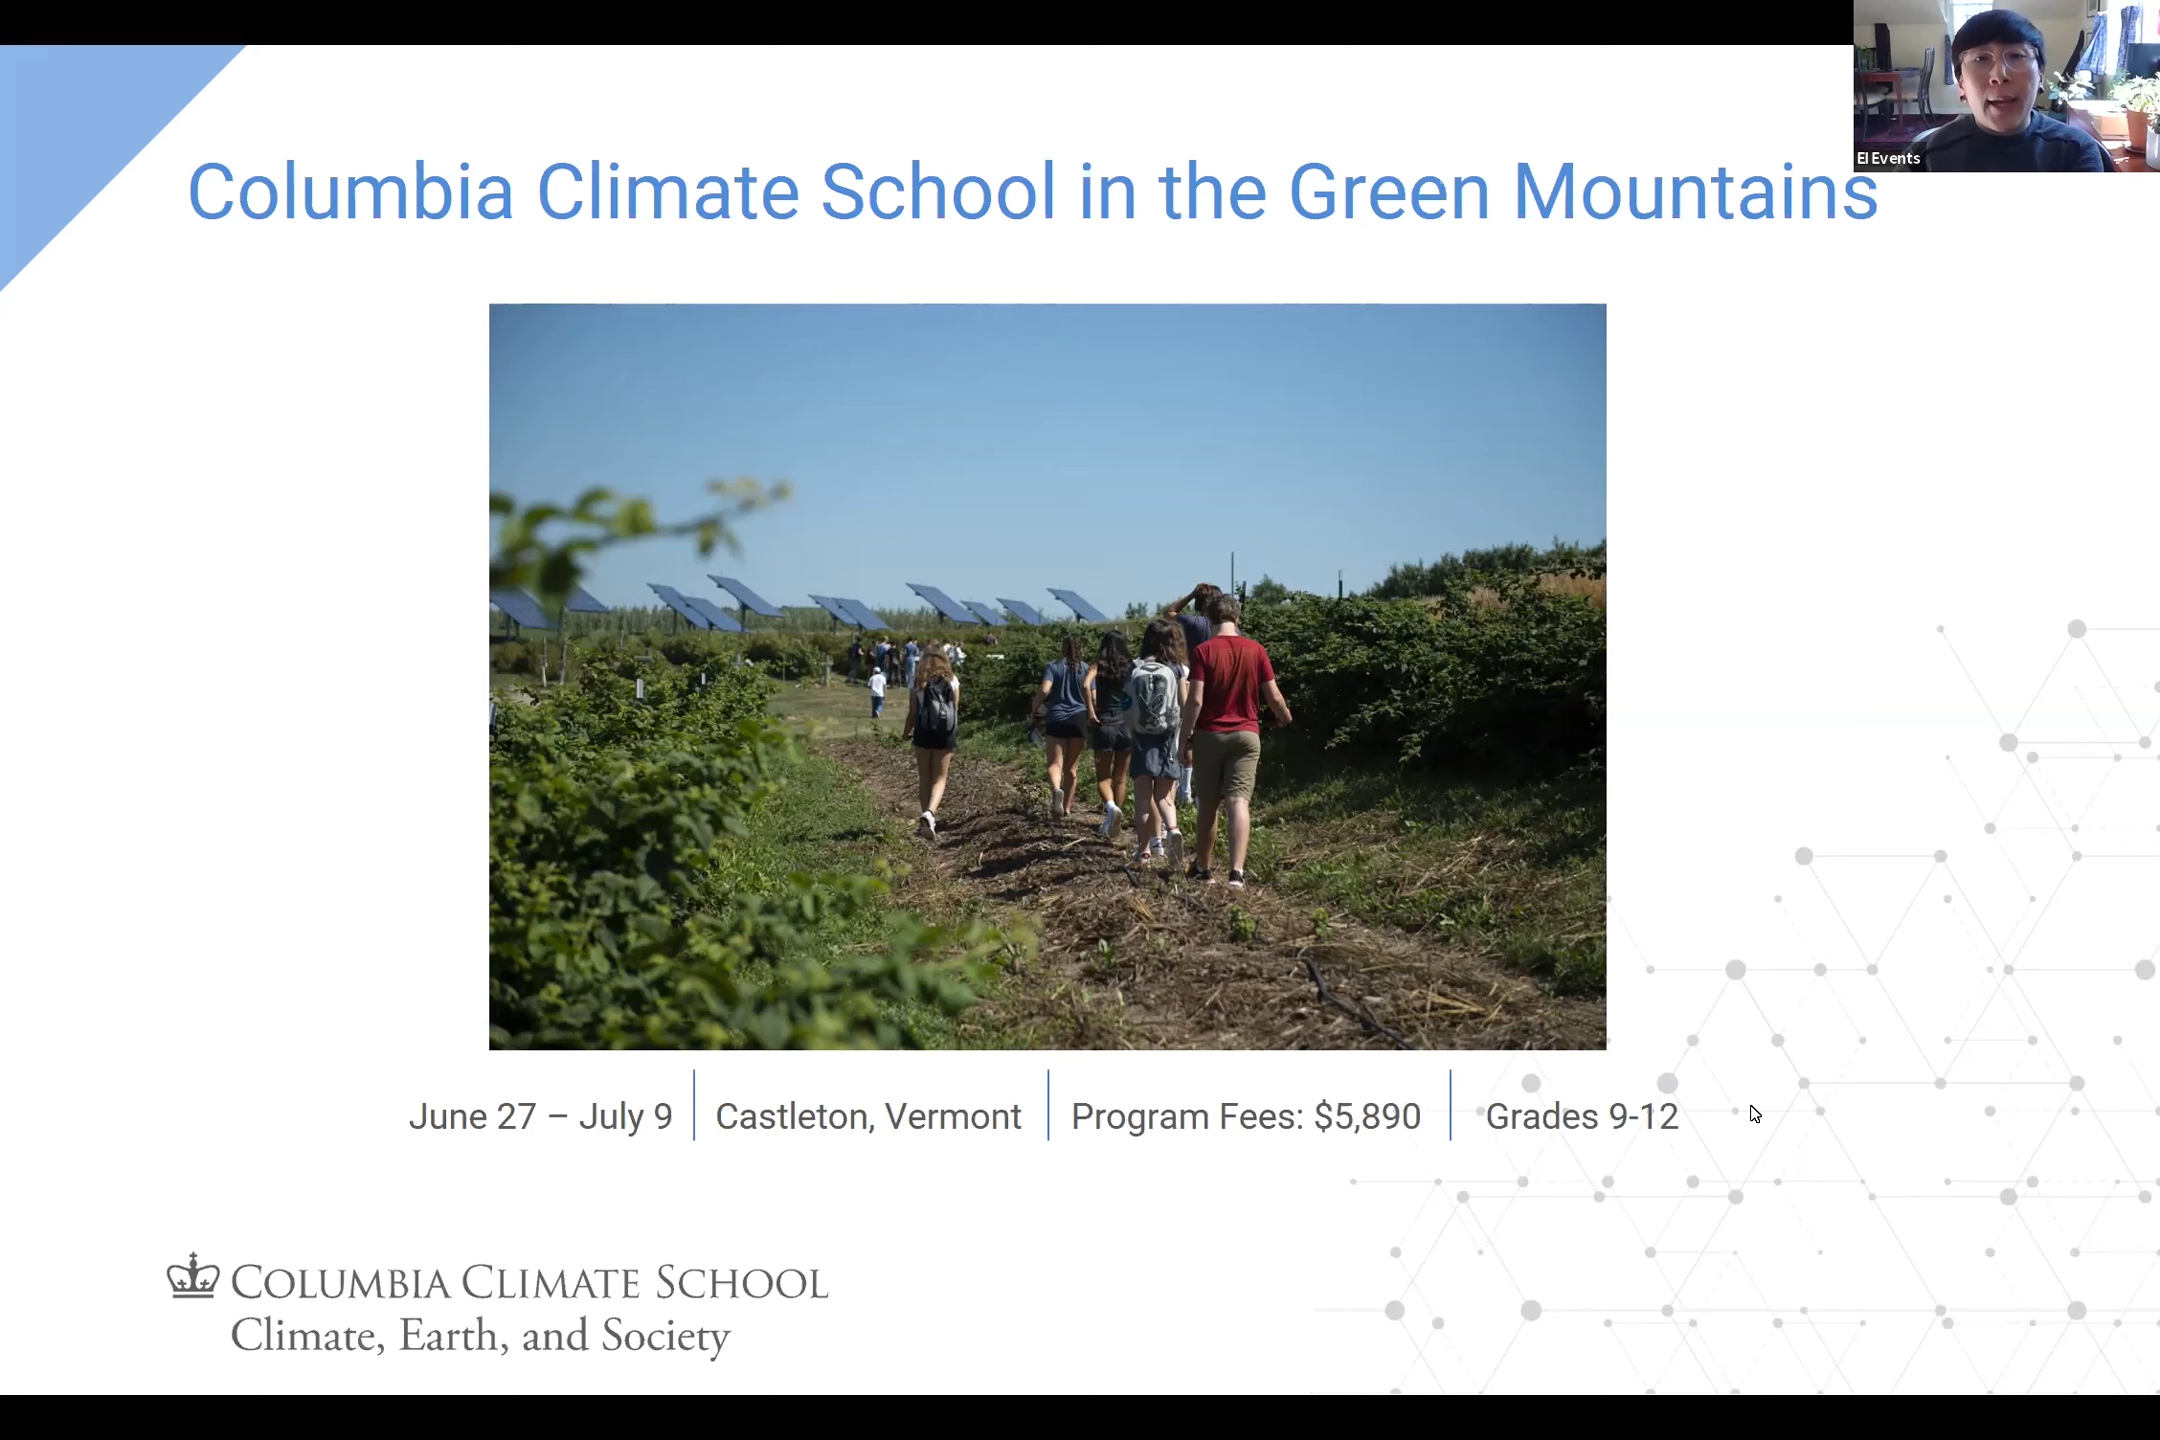 El Events
Columbia Climate School in the Green Mountains
June 27 – July 9
Castleton, Vermont
Program Fees: $5,890
Grades 9-12
COLUMBIA CLIMATE SCHOOL
Climate, Earth, and Society